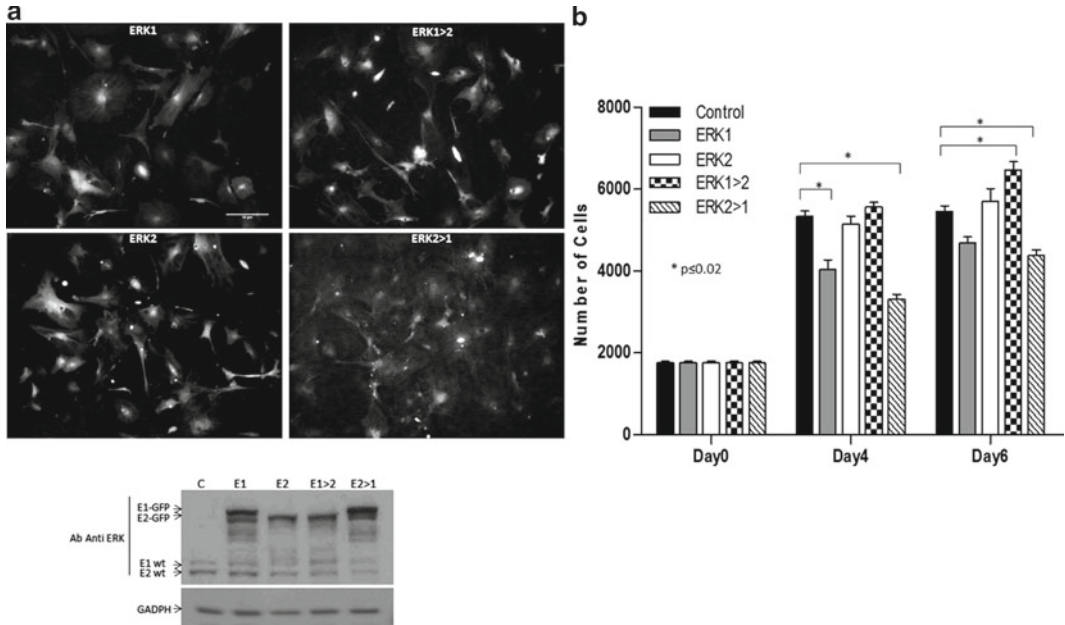 a
ERK1
ERK1>2
ERK2
ERK2>1
C E1 E2 E1>2 E2>1
E1-GFP
E2-GFP
Ab Anti ERK
E1 wt
E2 wt
GADPH
b
Control
ERK1
ERK2
ERK1>2
ERK2>1
* p≤0.02
* *
* *
Number of Cells
8000
6000
4000
2000
0
Day0 Day4 Day6